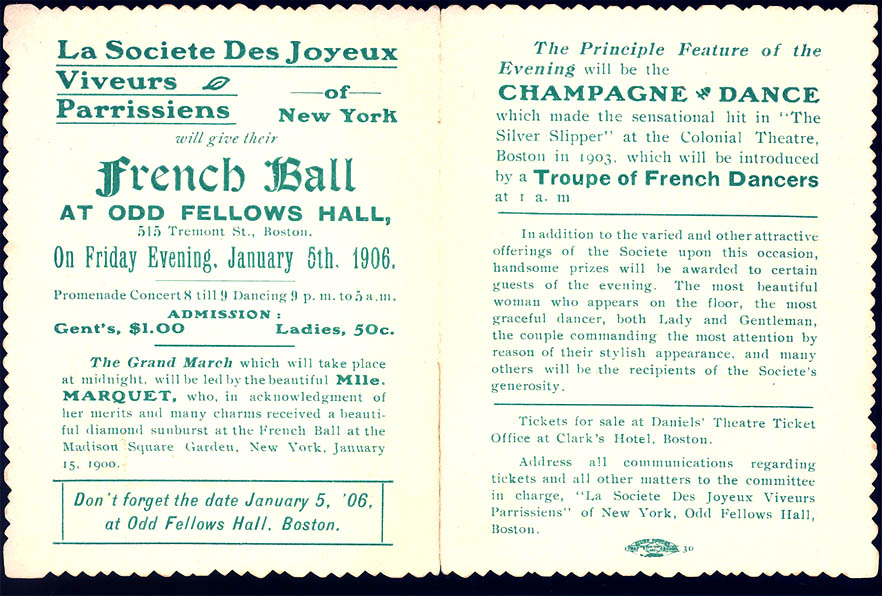 La Societe Des Joyeux
Viveurs
Parrissiens
—of—
New York
will give their
French Ball
AT ODD FELLOWS HALL,
515 Tremont St., Boston.
On Friday Evening, January 5th, 1906.
Promenade Concert 8 till 9 Dancing 9 p. m. to 5 a.m.
ADMISSION:
Gent's, $1.00 Ladies, 50c.
The Grand March which will take place
at midnight, will be led by the beautiful Mlle.
MARQUET, who, in acknowledgment of
her merits and many charms received a beauti-
ful diamond sunburst at the French Ball at the
Madison Square Garden, New York, January
15, 1900.
Don't forget the date January 5, '06,
at Odd Fellows Hall, Boston.
The Principle Feature of the
Evening will be the
CHAMPAGNE DANCE
which made the sensational hit in "The
Silver Slipper" at the Colonial Theatre,
Boston in 1903, which will be introduced
by a Troupe of French Dancers
at 1 a. m
In addition to the varied and other attractive
offerings of the Societe upon this occasion,
handsome prizes will be awarded to certain
guests of the evening. The most beautiful
woman who appears on the floor, the most
graceful dancer, both Lady and Gentleman,
the couple commanding the most attention by
reason of their stylish appearance, and many
others will be the recipients of the Societe's
generosity.
Tickets for sale at Daniels' Theatre Ticket
Office at Clark's Hotel, Boston.
Address all communications regarding
tickets and all other matters to the committee
in charge, "La Societe Des Joyeux Viveurs
Parrissiens" of New York, Odd Fellows Hall,
Boston.
30